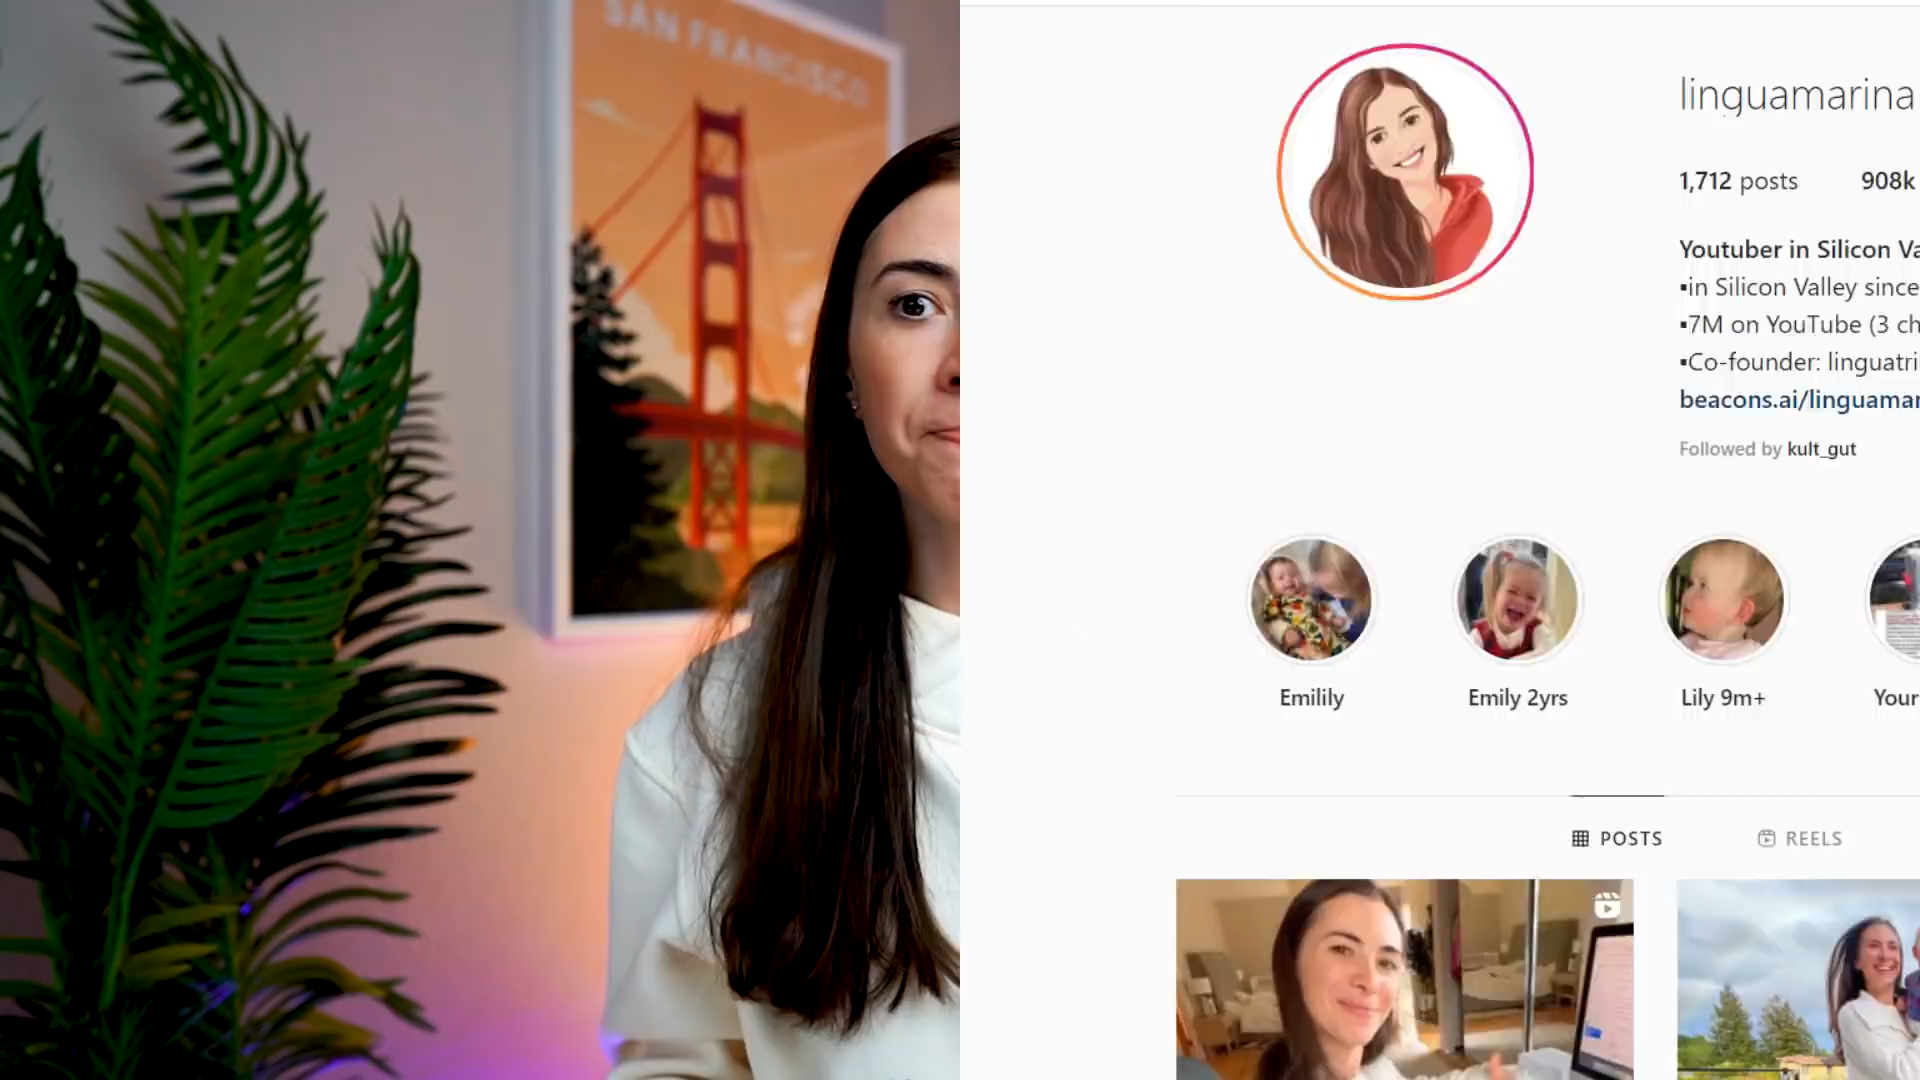 SAN FRANCISCO
linguamarina
1,712 posts 908k
Youtuber in Silicon Va
▪in Silicon Valley since
▪7M on YouTube (3 ch
▪Co-founder: linguatri
beacons.ai/linguamar
Followed by kult_gut
Emilily Emily 2yrs Lily 9m+ Your
POSTS REELS